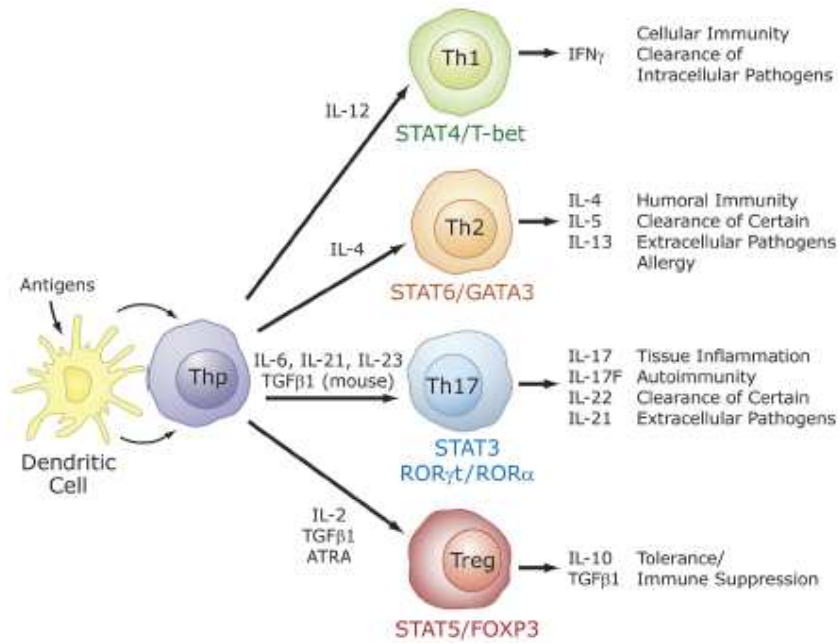 Th1
IFNγ
Cellular Immunity
Clearance of
Intracellular Pathogens
IL-12
STAT4/T-bet
Th2
IL-4 Humoral Immunity
IL-5 Clearance of Certain
IL-13 Extracellular Pathogens
Allergy
IL-4
STAT6/GATA3
Antigens
Thp
Dendritic
Cell
IL-6, IL-21, IL-23
TGFβ1 (mouse)
Th17
IL-17 Tissue Inflammation
IL-17F Autoimmunity
IL-22 Clearance of Certain
IL-21 Extracellular Pathogens
STAT3
RORγt/RORα
IL-2
TGFβ1
ATRA
Treg
IL-10 Tolerance/
TGFβ1 Immune Suppression
STAT5/FOXP3